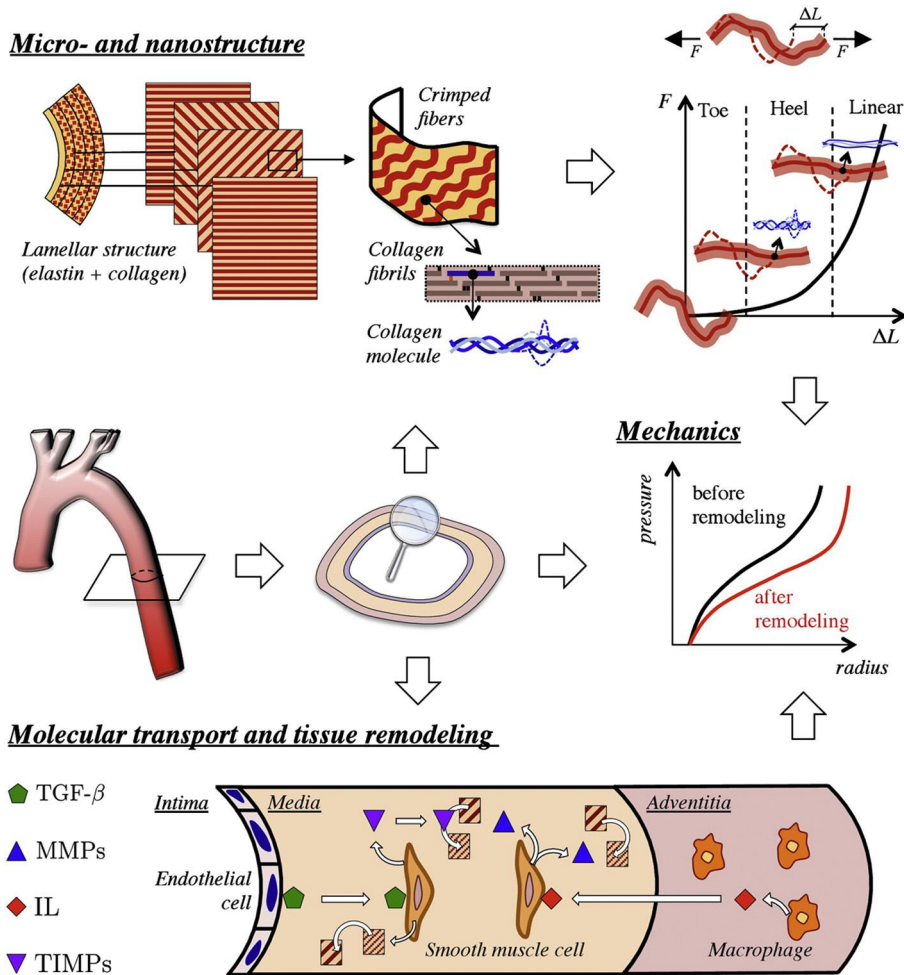 Micro- and nanostructure
Lamellar structure
(elastin + collagen)
Crimped
fibers
Collagen
fibrils
Collagen
molecule
ΔL
F
F
F
Toe
Heel
Linear
ΔL
Mechanics
pressure
before
remodeling
after
remodeling
radius
Molecular transport and tissue remodeling
TGF-β
MMPs
IL
TIMPs
Intima
Media
Adventitia
Endothelial
cell
Smooth muscle cell
Macrophage